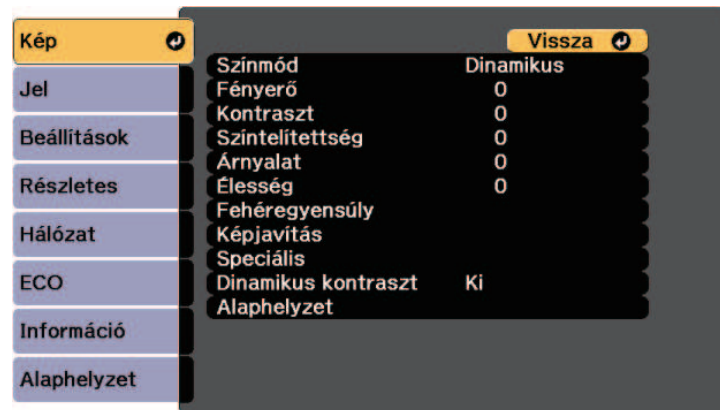 Kép
Jel
Beállítások
Részletes
Hálózat
ECO
Információ
Alaphelyzet
Vissza
Színmód Dinamikus
Fényerő 0
Kontraszt 0
Színtelítettség 0
Árnyalat 0
Élesség 0
Fehéregyensúly
Képjavítás
Speciális
Dinamikus kontraszt Ki
Alaphelyzet